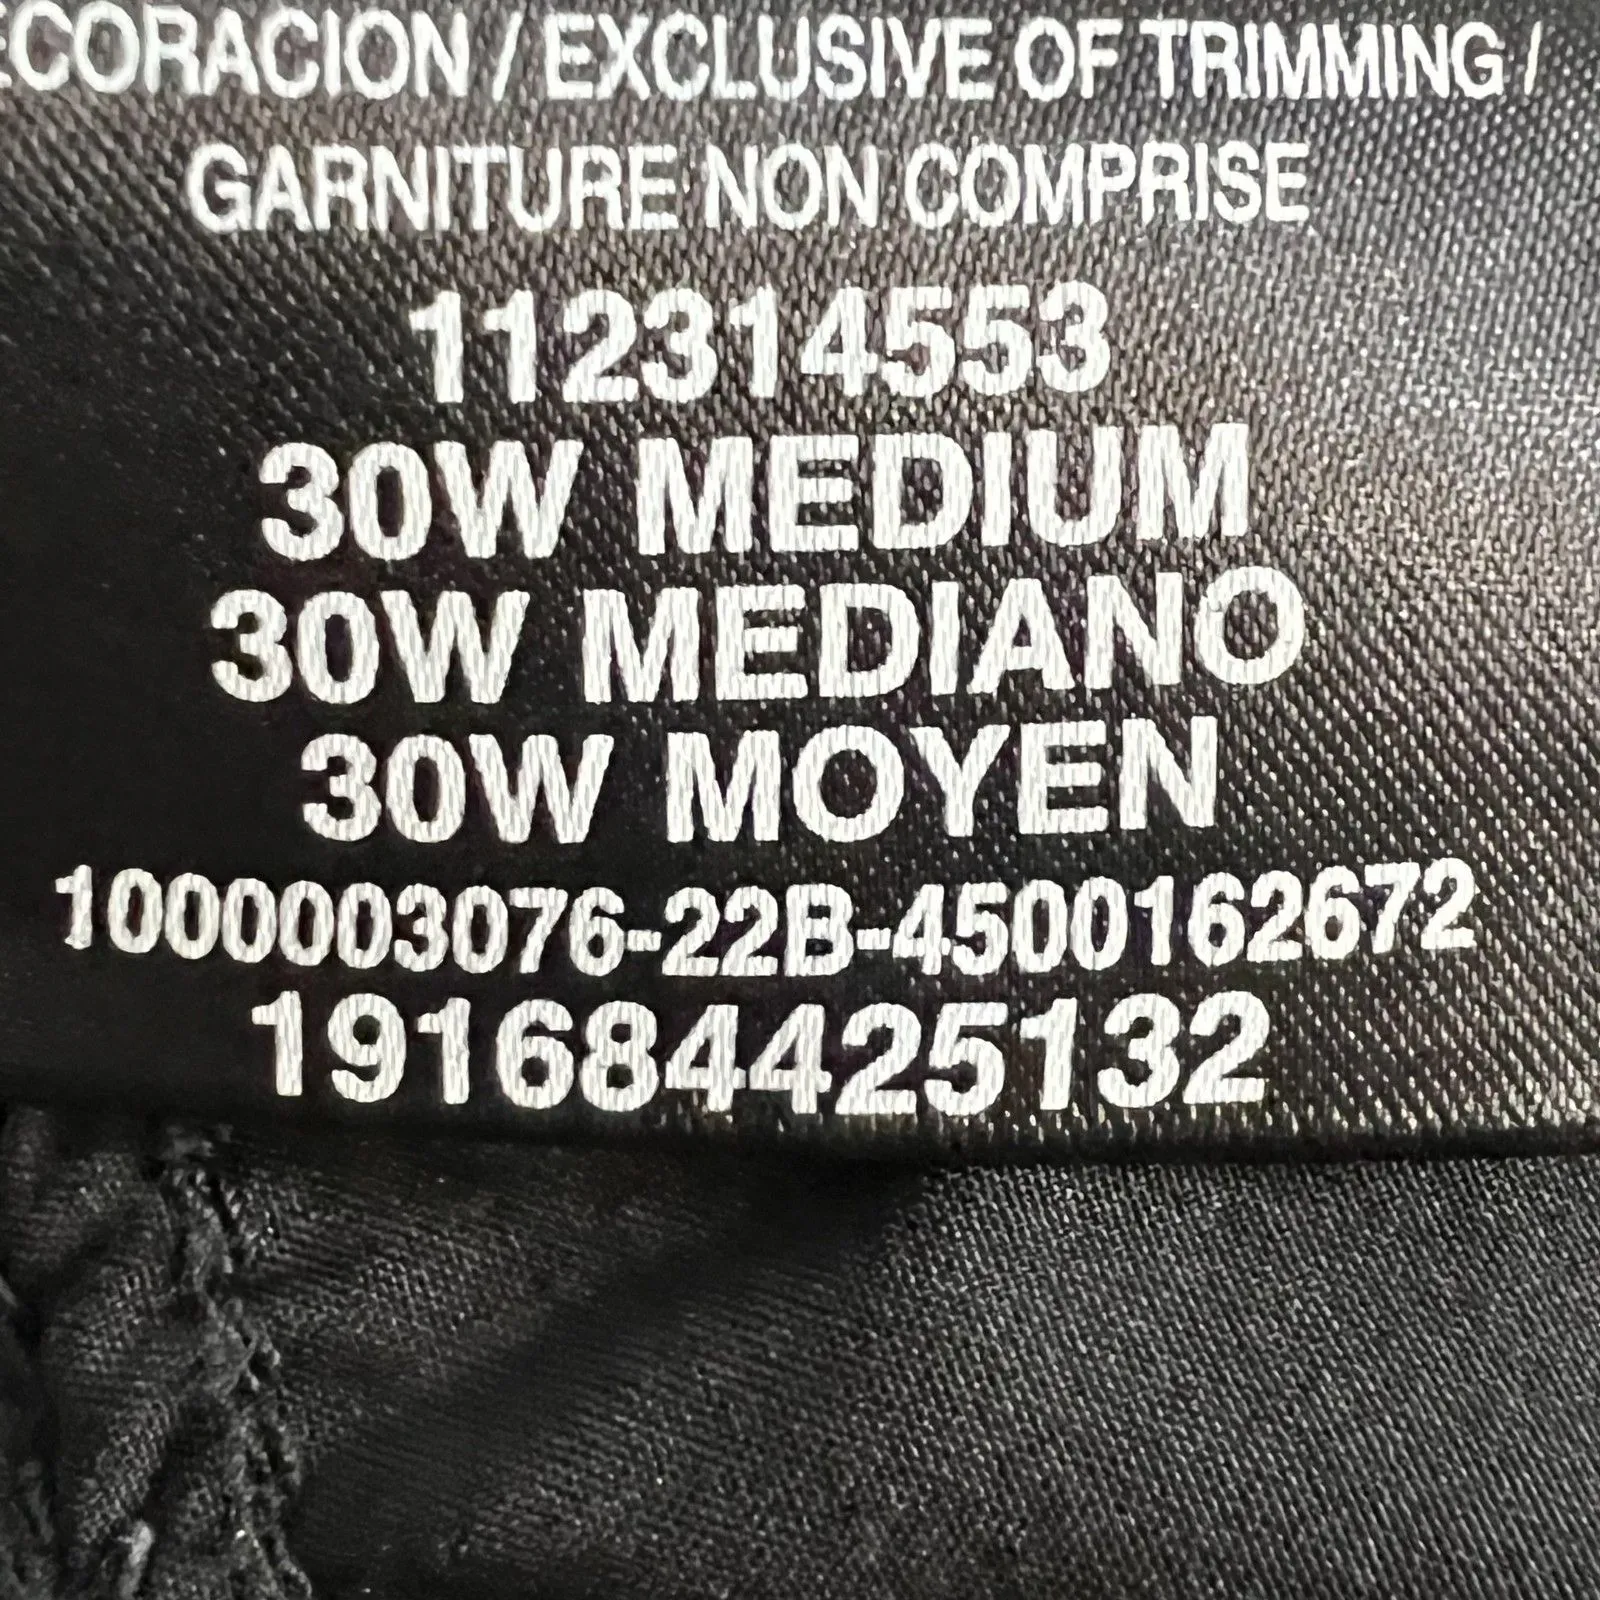 ECORACION / EXCLUSIVE OF TRIMMING /
GARNITURE NON COMPRISE
112314553
30W MEDIUM
30W MEDIANO
30W MOYEN
1000003076-22B-4500162672
191684425132